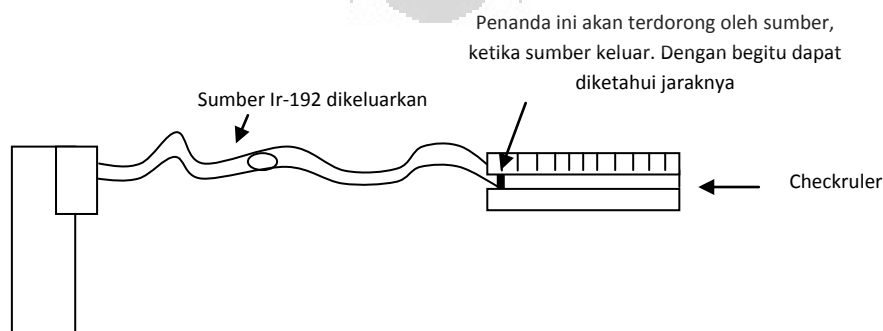 Penanda ini akan terdorong oleh sumber,
ketika sumber keluar. Dengan begitu dapat
diketahui jaraknya
Sumber Ir-192 dikeluarkan
Checkruler